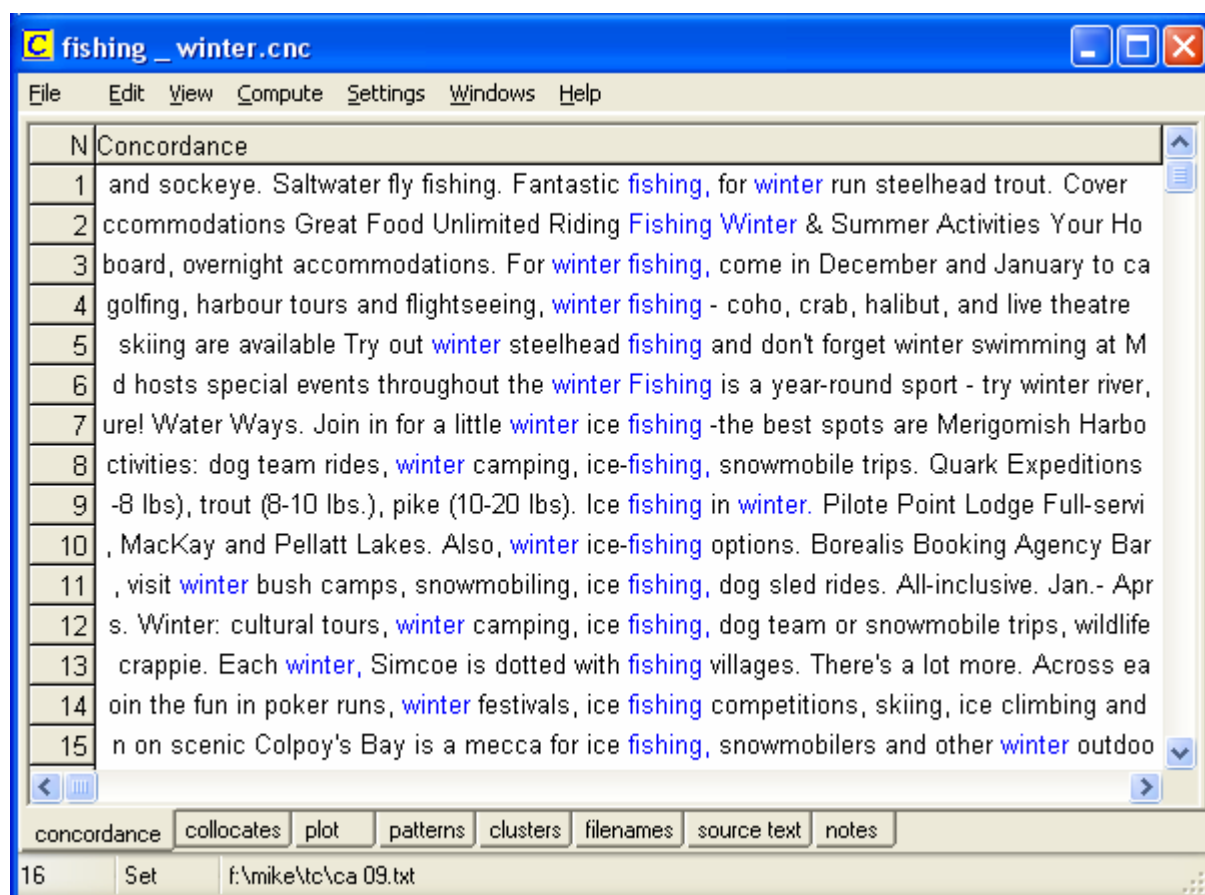 C fishing _ winter.cnc
File Edit View Compute Settings Windows Help
N Concordance
1 and sockeye. Saltwater fly fishing. Fantastic fishing, for winter run steelhead trout. Cover
2 ccommodations Great Food Unlimited Riding Fishing Winter & Summer Activities Your Ho
3 board, overnight accommodations. For winter fishing, come in December and January to ca
4 golfing, harbour tours and flightseeing, winter fishing - coho, crab, halibut, and live theatre
5 skiing are available Try out winter steelhead fishing and don't forget winter swimming at M
6 d hosts special events throughout the winter Fishing is a year-round sport - try winter river,
7 ure! Water Ways. Join in for a little winter ice fishing -the best spots are Merigomish Harbo
8 ctivities: dog team rides, winter camping, ice-fishing, snowmobile trips. Quark Expeditions
9 -8 lbs), trout (8-10 lbs.), pike (10-20 lbs). Ice fishing in winter. Pilote Point Lodge Full-servi
10 , MacKay and Pellatt Lakes. Also, winter ice-fishing options. Borealis Booking Agency Bar
11 , visit winter bush camps, snowmobiling, ice fishing, dog sled rides. All-inclusive. Jan.- Apr
12 s. Winter: cultural tours, winter camping, ice fishing, dog team or snowmobile trips, wildlife
13 crappie. Each winter, Simcoe is dotted with fishing villages. There's a lot more. Across ea
14 oin the fun in poker runs, winter festivals, ice fishing competitions, skiing, ice climbing and
15 n on scenic Colpoy's Bay is a mecca for ice fishing, snowmobilers and other winter outdoo
concordance collocates plot patterns clusters filenames source text notes
16 Set f:\mike\tc\ca 09.txt